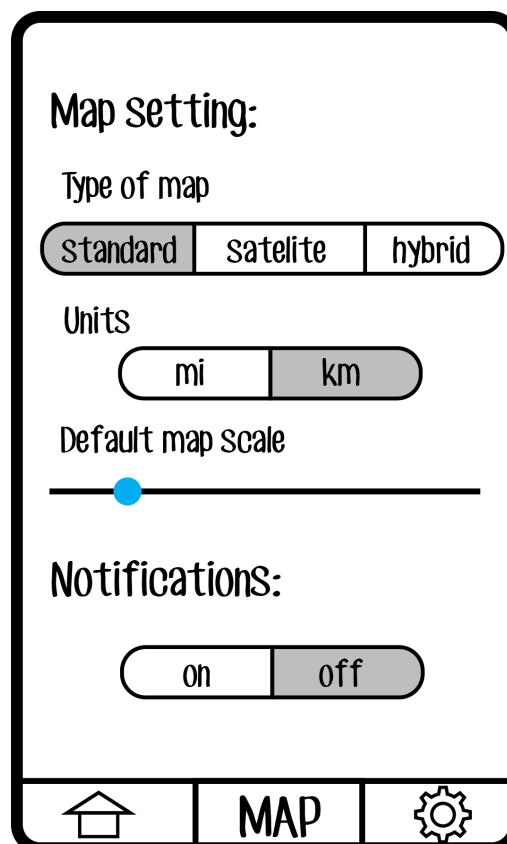 Map setting:
Type of map
standard satelite hybrid
Units
mi km
Default map scale
Notifications:
on off
MAP